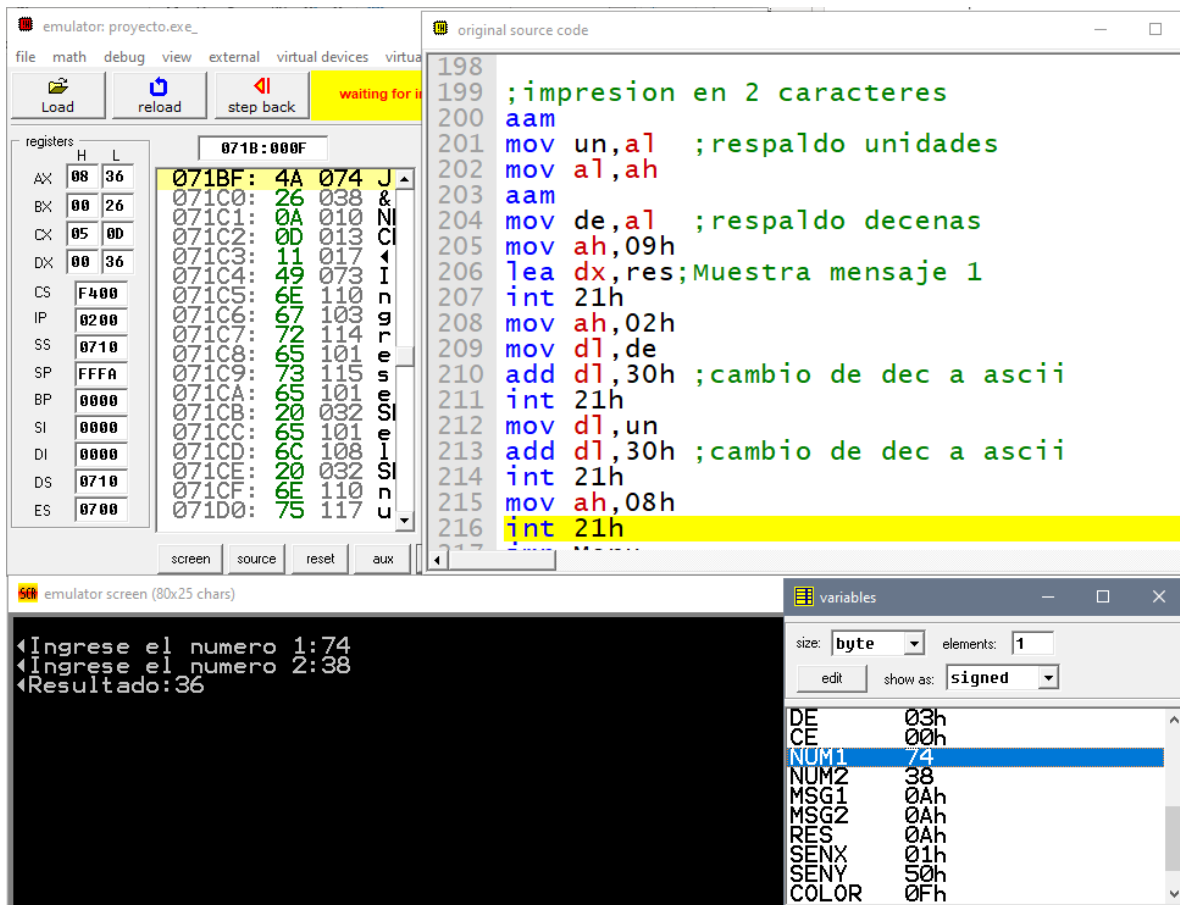 emulator: proyecto.exe_
file math debug view external virtual devices
Load
reload
step back
waiting for
registers
H L
AX 08 36
BX 00 26
CX 05 0D
DX 00 36
CS F400
IP 0200
SS 0710
SP FFFA
BP 0000
SI 0000
DI 0000
DS 0710
ES 0700
071B:000F
071BF: 4A 074 J
071C0: 26 038 &
071C1: 0A 010
071C2: 0D 013
071C3: 11 017 ◄
071C4: 49 073 I
071C5: 6E 110 n
071C6: 67 103 g
071C7: 72 114 r
071C8: 65 101 e
071C9: 73 115 s
071CA: 65 101 e
071CB: 20 032
071CC: 65 101 e
071CD: 6C 108 l
071CE: 20 032
071CF: 6E 110 n
071D0: 75 117 u
screen source reset aux
original source code
198
199 ;impresion en 2 caracteres
200 aam
201 mov un,al ;respaldo unidades
202 mov al,ah
203 aam
204 mov de,al ;respaldo decenas
205 mov ah,09h
206 lea dx,res;Muestra mensaje 1
207 int 21h
208 mov ah,02h
209 mov dl,de
210 add dl,30h ;cambio de dec a ascii
211 int 21h
212 mov dl,un
213 add dl,30h ;cambio de dec a ascii
214 int 21h
215 mov ah,08h
216 int 21h
emulator screen (80x25 chars)
◄Ingrese el numero 1:74
◄Ingrese el numero 2:38
◄Resultado:36
variables
size: byte elements: 1
edit show as: signed
DE 03h
CE 00h
NUM1 74
NUM2 38
MSG1 0Ah
MSG2 0Ah
RES 0Ah
SENX 01h
SENY 50h
COLOR 0Fh